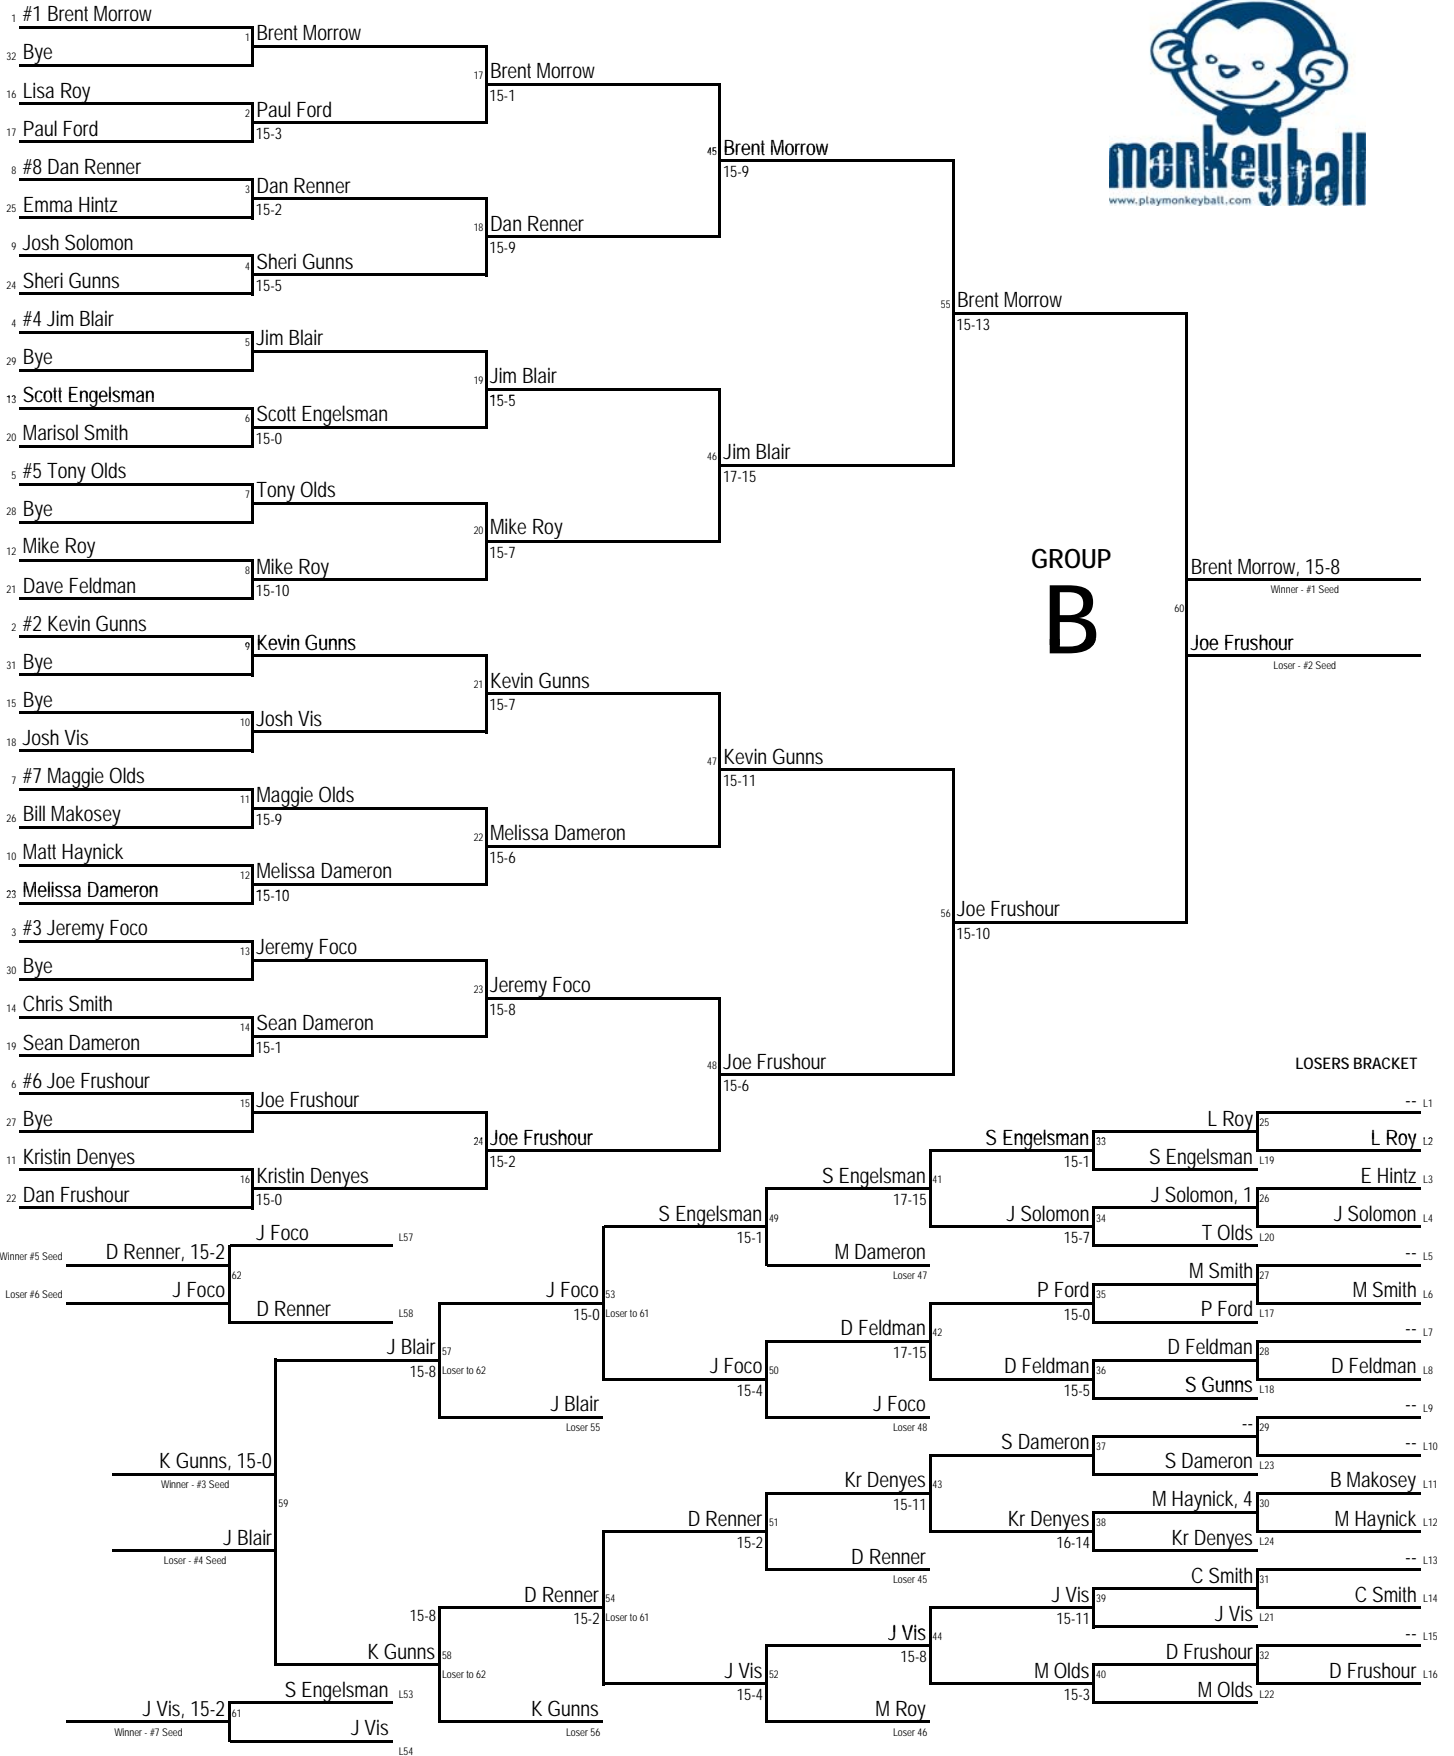 1 #1 Brent Morrow
1 Brent Morrow
32 Bye
17 Brent Morrow
15-1
16 Lisa Roy
2 Paul Ford
15-3
17 Paul Ford
45 Brent Morrow
15-9
8 #8 Dan Renner
3 Dan Renner
15-2
25 Emma Hintz
18 Dan Renner
15-9
9 Josh Solomon
4 Sheri Gunns
15-5
24 Sheri Gunns
monkeyball
www.playmonkeyball.com
55 Brent Morrow
15-13
4 #4 Jim Blair
5 Jim Blair
29 Bye
19 Jim Blair
15-5
13 Scott Engelsman
6 Scott Engelsman
15-0
20 Marisol Smith
46 Jim Blair
17-15
5 #5 Tony Olds
7 Tony Olds
28 Bye
20 Mike Roy
15-7
12 Mike Roy
8 Mike Roy
15-10
21 Dave Feldman
GROUP
B
Brent Morrow, 15-8
Winner - #1 Seed
60
Joe Frushour
Loser - #2 Seed
2 #2 Kevin Gunns
9 Kevin Gunns
31 Bye
21 Kevin Gunns
15-7
15 Bye
10 Josh Vis
18 Josh Vis
47 Kevin Gunns
15-11
7 #7 Maggie Olds
11 Maggie Olds
15-9
26 Bill Makosey
22 Melissa Dameron
15-6
10 Matt Haynick
12 Melissa Dameron
15-10
23 Melissa Dameron
56 Joe Frushour
15-10
3 #3 Jeremy Foco
13 Jeremy Foco
30 Bye
23 Jeremy Foco
15-8
14 Chris Smith
14 Sean Dameron
15-1
19 Sean Dameron
48 Joe Frushour
15-6
6 #6 Joe Frushour
15 Joe Frushour
27 Bye
24 Joe Frushour
15-2
11 Kristin Denyes
16 Kristin Denyes
15-0
22 Dan Frushour
LOSERS BRACKET
-- L1
L Roy 25
L Roy L2
S Engelsman 33
15-1
S Engelsman L19
E Hintz L3
S Engelsman 41
17-15
J Solomon, 1 26
J Solomon L4
J Solomon 34
15-7
T Olds L20
S Engelsman 49
15-1
M Dameron
Loser 47
-- L5
M Smith 27
M Smith L6
P Ford 35
15-0
P Ford L17
-- L7
D Feldman 42
17-15
D Feldman 28
D Feldman L8
D Feldman 36
15-5
S Gunns L18
J Foco 53
15-0 Loser to 61
J Foco 50
15-4
J Foco
Loser 48
J Foco L57
Winner #5 Seed D Renner, 15-2
62
Loser #6 Seed J Foco
D Renner L58
J Blair 57
15-8 Loser to 62
J Blair
Loser 55
-- L9
-- 29
-- L10
S Dameron 37
S Dameron L23
B Makosey L11
Kr Denyes 43
15-11
M Haynick, 4 30
M Haynick L12
Kr Denyes 38
16-14
Kr Denyes L24
K Gunns, 15-0
Winner - #3 Seed
59
J Blair
Loser - #4 Seed
D Renner 51
15-2
D Renner
Loser 45
-- L13
C Smith 31
C Smith L14
J Vis 39
15-11
J Vis L21
D Renner 54
15-2 Loser to 61
-- L15
J Vis 44
15-8
D Frushour 32
D Frushour L16
M Olds 40
15-3
M Olds L22
15-8
K Gunns 58
Loser to 62
J Vis 52
15-4
K Gunns
Loser 56
M Roy
Loser 46
S Engelsman L53
J Vis, 15-2 61
Winner - #7 Seed
J Vis
L54